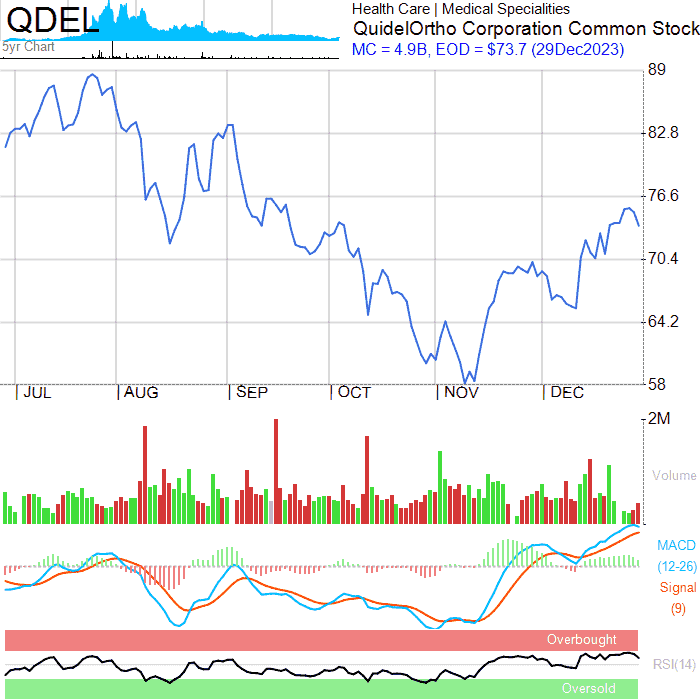 QDEL
5yr Chart
Health Care | Medical Specialities
QuidelOrtho Corporation Common Stock
MC = 4.9B, EOD = $73.7 (29Dec2023)
89
82.8
76.6
70.4
64.2
58
| JUL | AUG | SEP | OCT | NOV | DEC
2M
Volume
MACD
(12-26)
Signal
(9)
Overbought
RSI(14)
Oversold